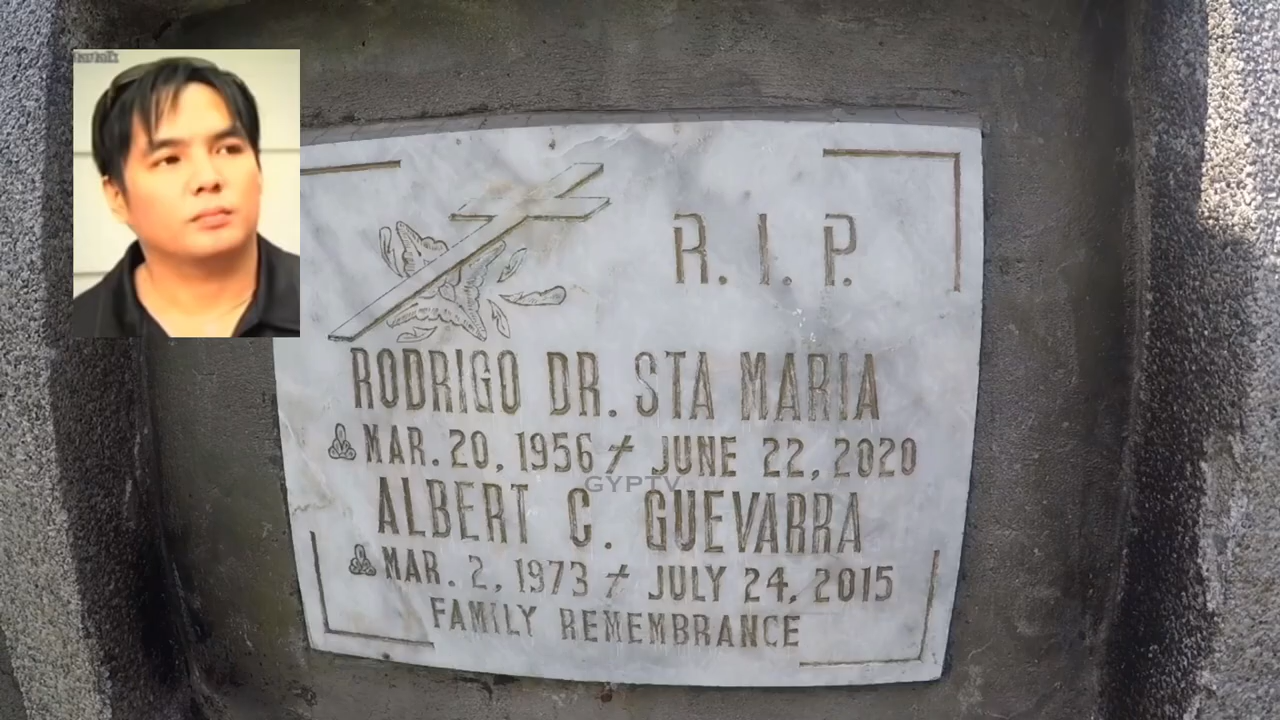 R. I. P.
RODRIGO DR. STA MARIA
MAR. 20, 1956 † JUNE 22, 2020
GYPTV
ALBERT C. GUEVARRA
MAR. 2, 1973 † JULY 24, 2015
FAMILY REMEMBRANCE